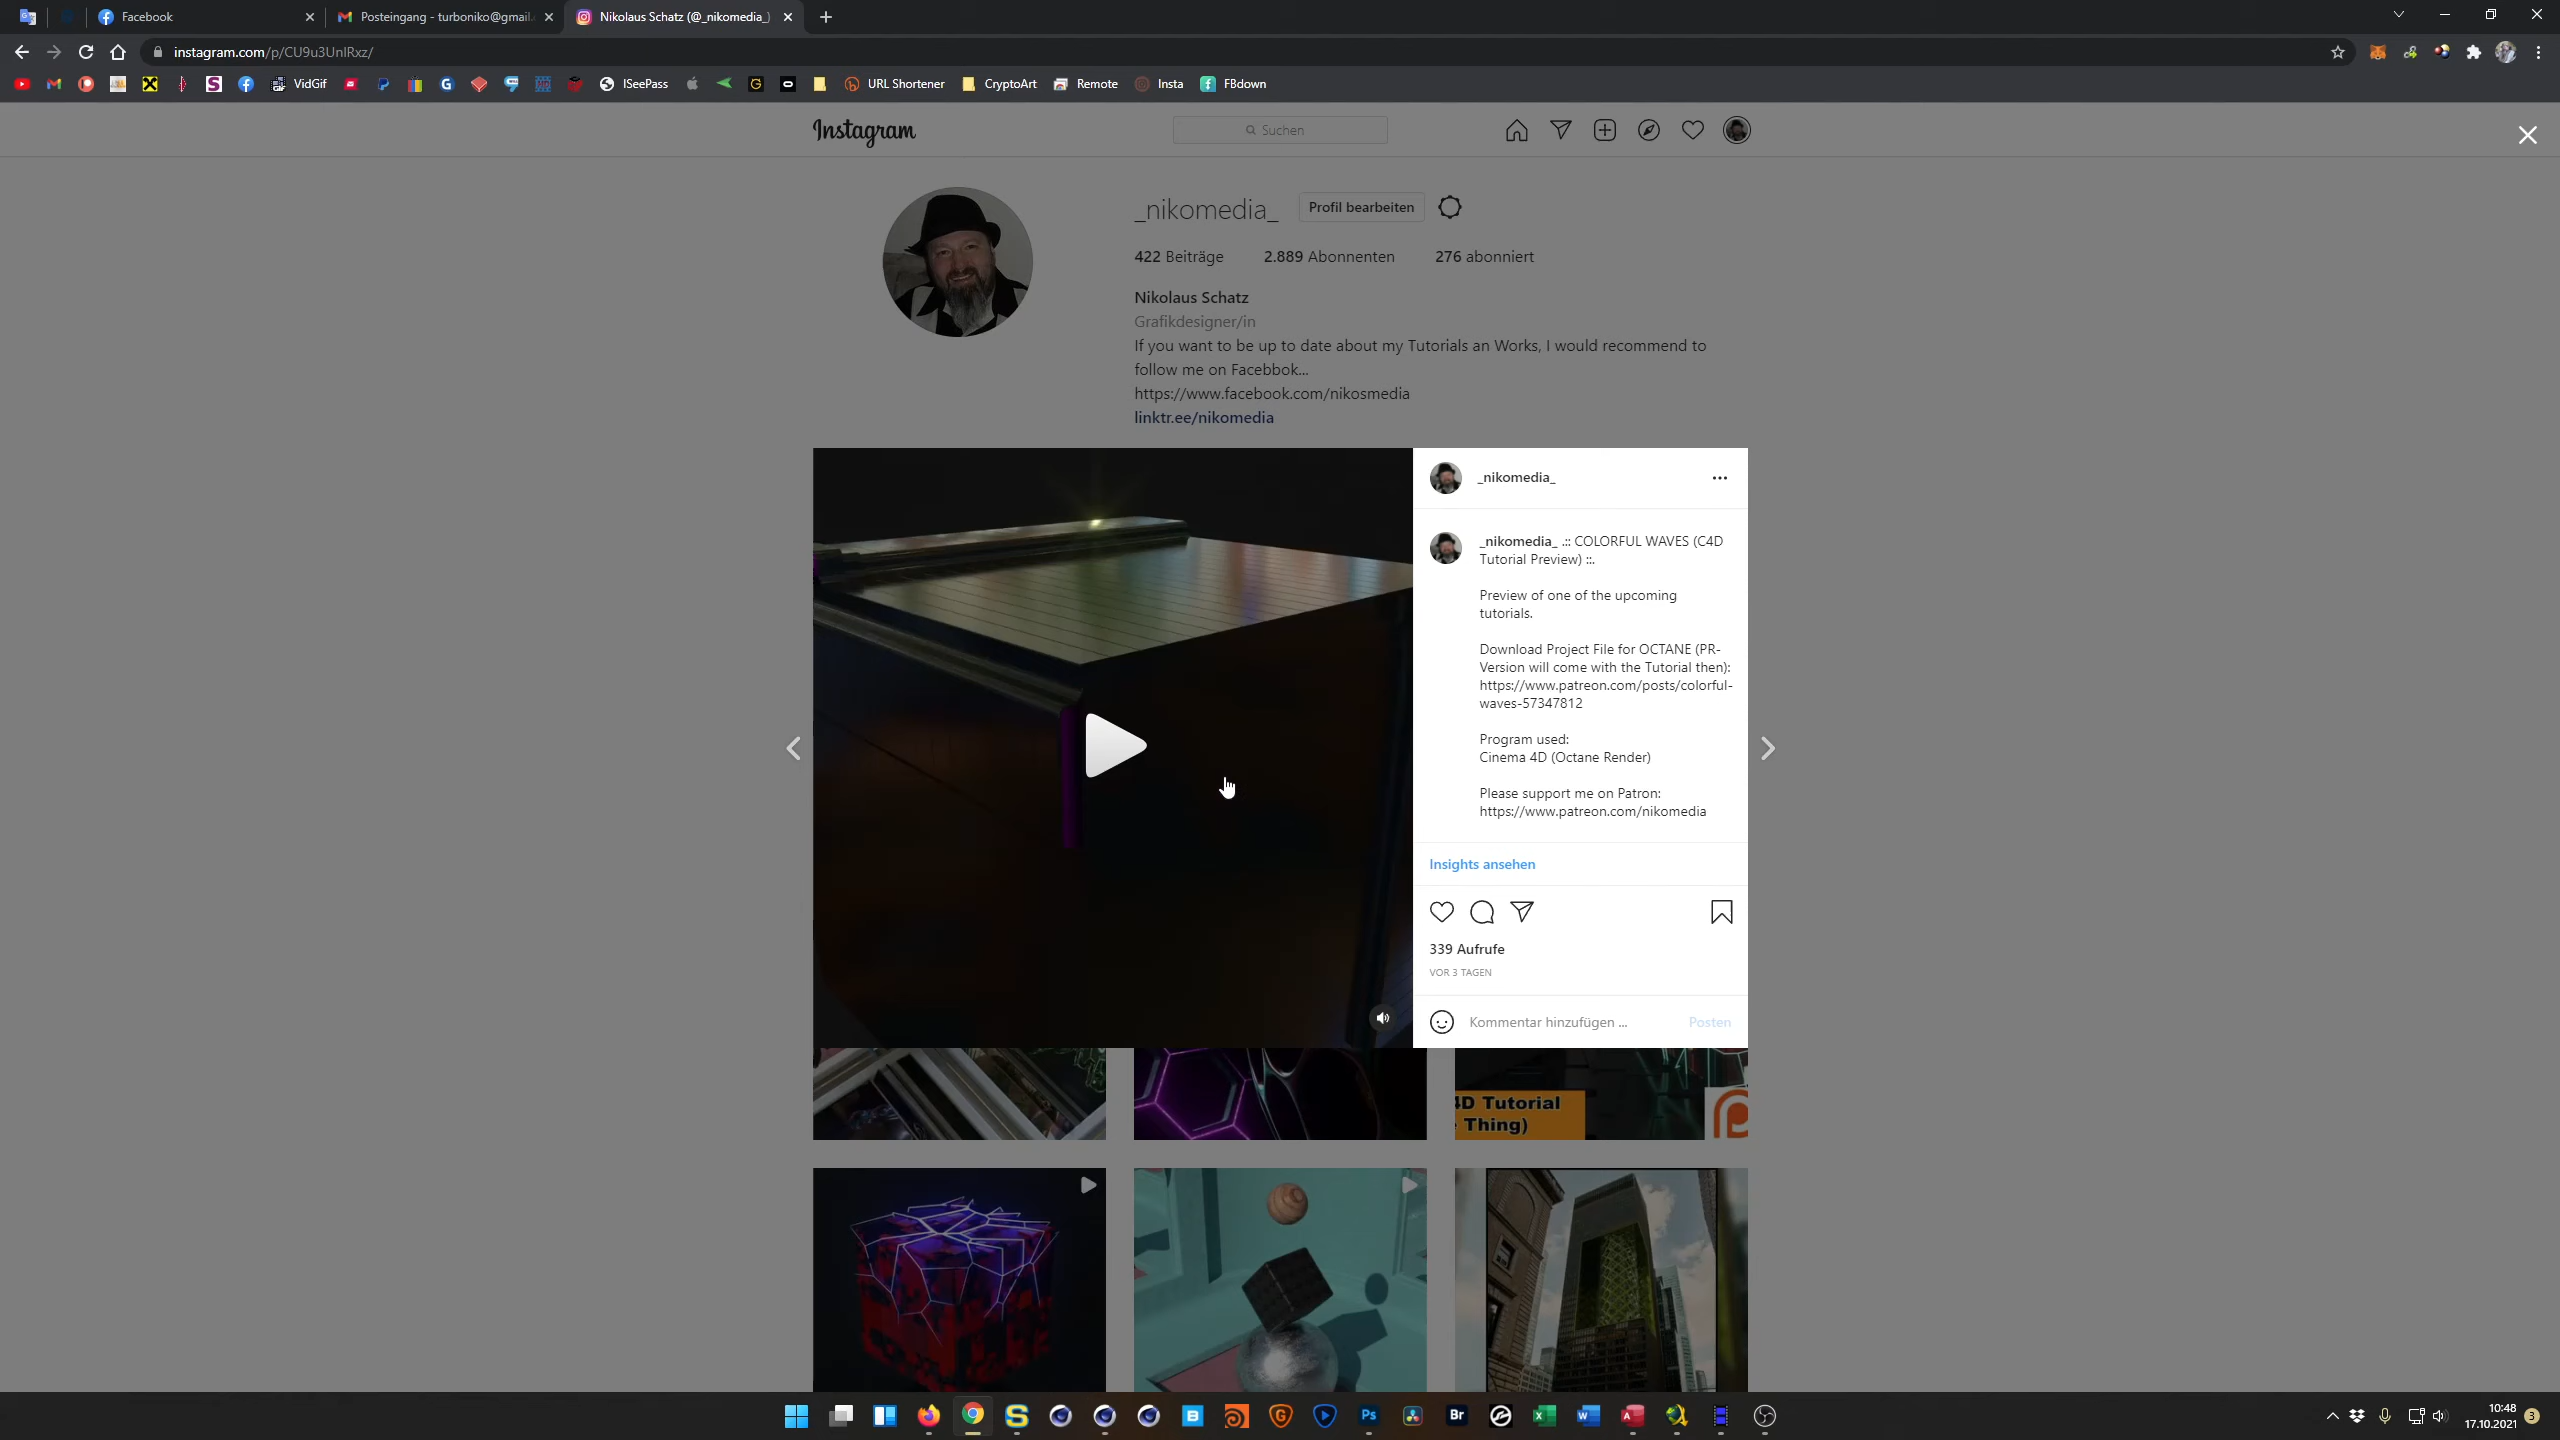 Facebook
Posteingang - turboniko@gmail.
Nikolaus Schatz (@_nikomedia_)
instagram.com/p/CU9u3UnIRxz/
VidGif
ISeePass
URL Shortener
CryptoArt
Remote
Insta
FBdown
Instagram
Suchen
_nikomedia_
Profil bearbeiten
422 Beiträge
2.889 Abonnenten
276 abonniert
Nikolaus Schatz
Grafikdesigner/in
If you want to be up to date about my Tutorials an Works, I would recommend to
follow me on Facebbok...
https://www.facebook.com/nikosmedia
linktr.ee/nikomedia
_nikomedia_
_nikomedia_ .:: COLORFUL WAVES (C4D
Tutorial Preview) ::.
Preview of one of the upcoming
tutorials.
Download Project File for OCTANE (PR-
Version will come with the Tutorial then):
https://www.patreon.com/posts/colorful-
waves-57347812
Program used:
Cinema 4D (Octane Render)
Please support me on Patron:
https://www.patreon.com/nikomedia
Insights ansehen
339 Aufrufe
VOR 3 TAGEN
Kommentar hinzufügen ...
Posten
4D Tutorial
Thing)
Ps
Br
10:48
17.10.2021
3